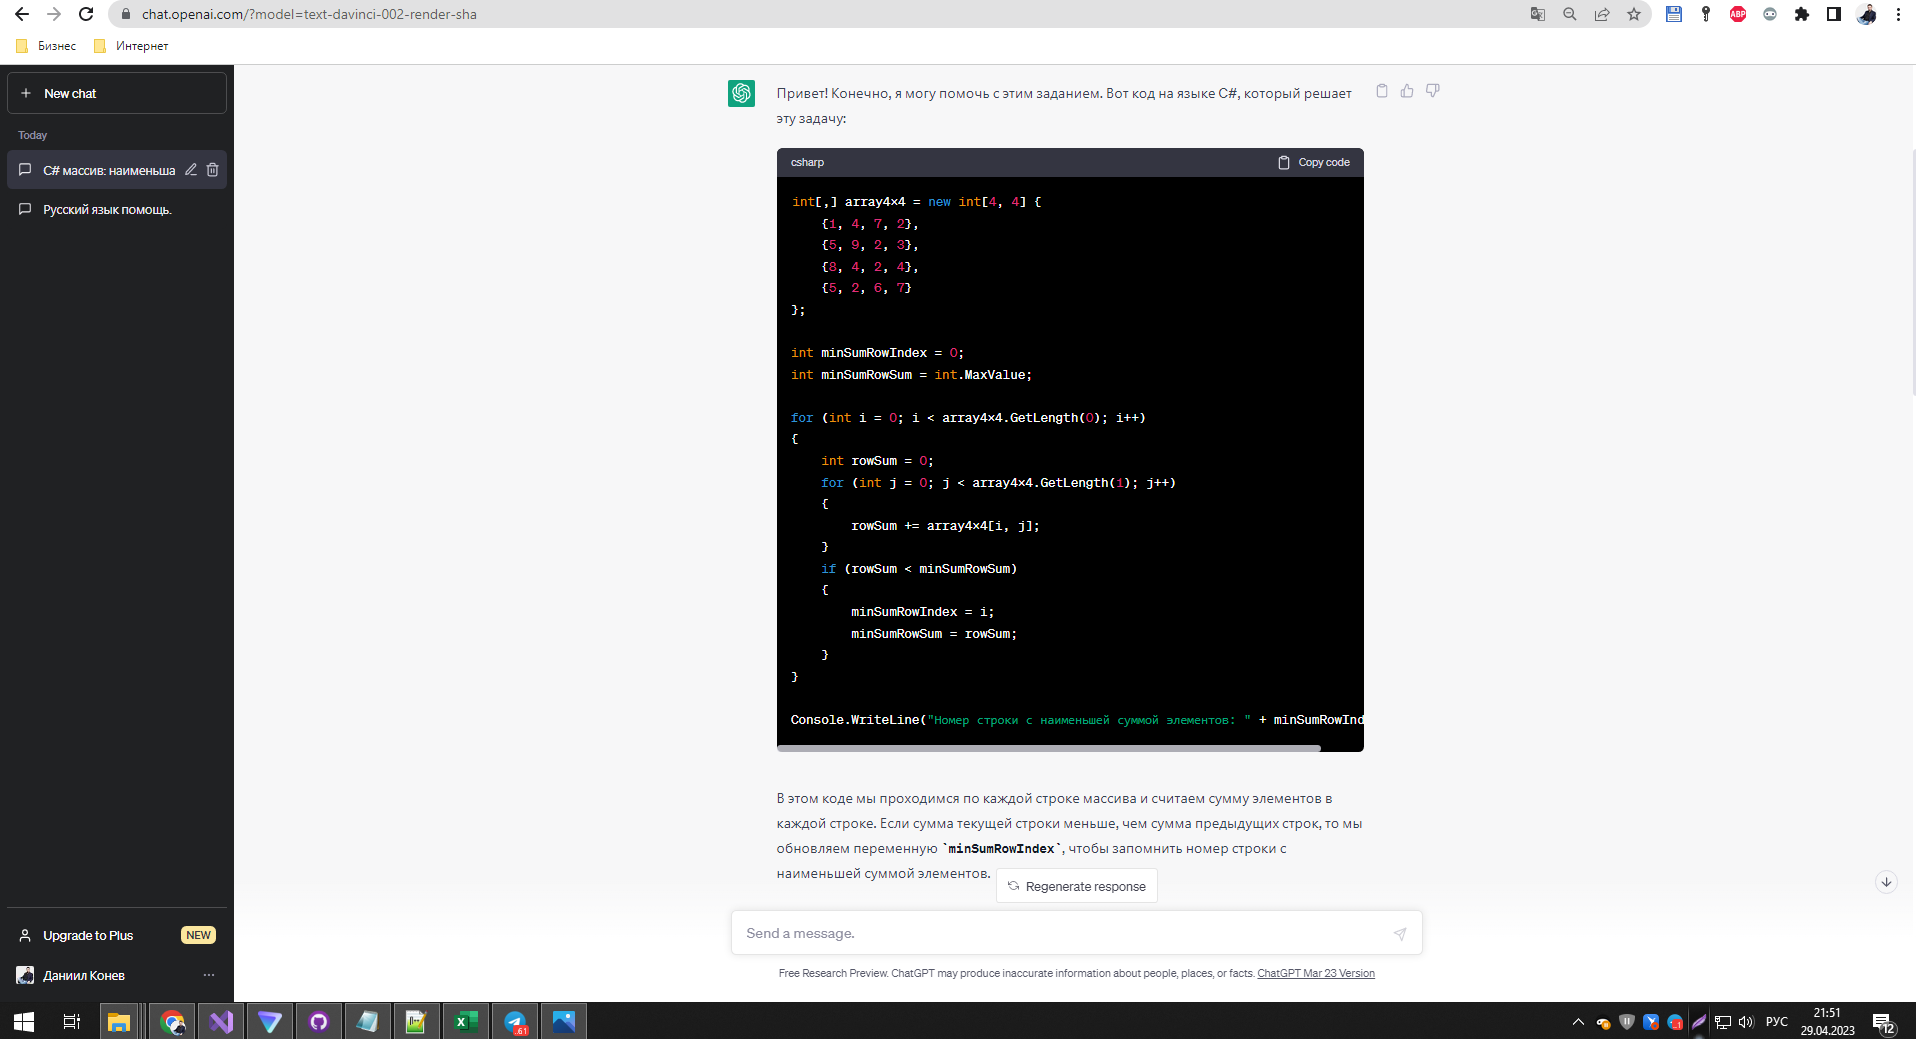 chat.openai.com/?model=text-davinci-002-render-sha
ABP
Бизнес
Интернет
New chat
Today
C# массив: наименьша
Русский язык помощь.
Upgrade to Plus
NEW
Даниил Конев
Привет! Конечно, я могу помочь с этим заданием. Вот код на языке C#, который решает
эту задачу:
csharp
Copy code
int[,] array4x4 = new int[4, 4] {
    {1, 4, 7, 2},
    {5, 9, 2, 3},
    {8, 4, 2, 4},
    {5, 2, 6, 7}
};
int minSumRowIndex = 0;
int minSumRowSum = int.MaxValue;
for (int i = 0; i < array4x4.GetLength(0); i++)
{
    int rowSum = 0;
    for (int j = 0; j < array4x4.GetLength(1); j++)
    {
        rowSum += array4x4[i, j];
    }
    if (rowSum < minSumRowSum)
    {
        minSumRowIndex = i;
        minSumRowSum = rowSum;
    }
}
Console.WriteLine("Номер строки с наименьшей суммой элементов: " + minSumRowInd
В этом коде мы проходимся по каждой строке массива и считаем сумму элементов в
каждой строке. Если сумма текущей строки меньше, чем сумма предыдущих строк, то мы
обновляем переменную `minSumRowIndex`, чтобы запомнить номер строки с
наименьшей суммой элементов.
Regenerate response
Send a message.
Free Research Preview. ChatGPT may produce inaccurate information about people, places, or facts. ChatGPT Mar 23 Version
61
РУС
21:51
29.04.2023
12